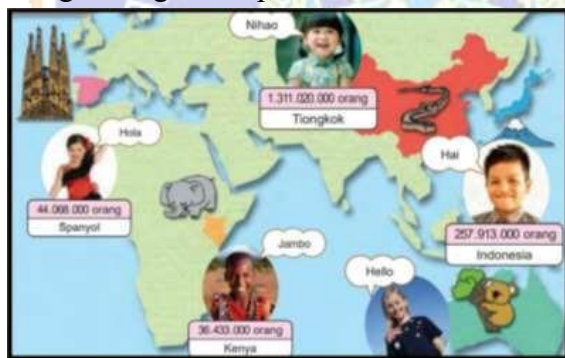 Nihao
1.311.020.000 orang
Tiongkok
Hola
44.068.000 orang
Spanyol
Hai
257.913.000 orang
Indonesia
Jambo
36.433.000 orang
Kenya
Hello